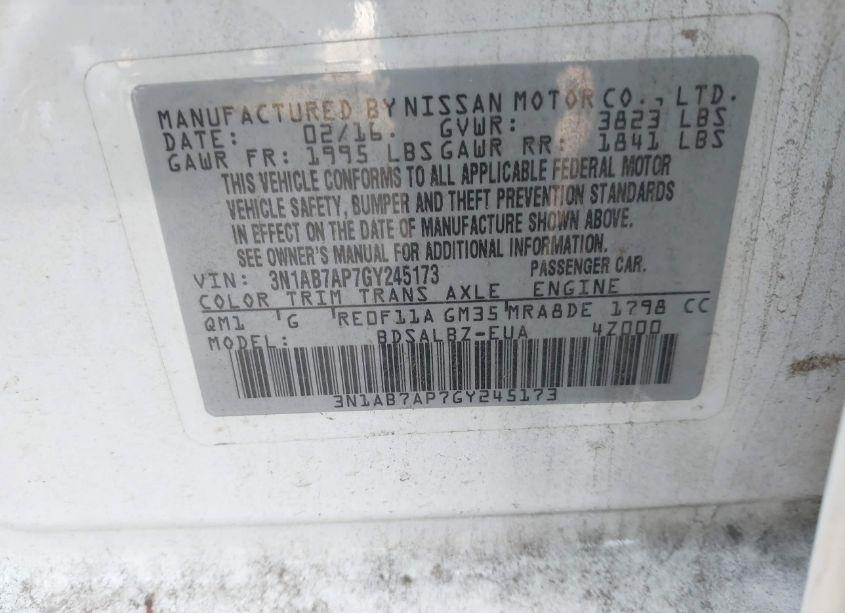 MANUFACTURED BY NISSAN MOTOR CO., LTD.
DATE: 02/16. GVWR: 3823 LBS
GAWR FR: 1995 LBS GAWR RR: 1841 LBS
THIS VEHICLE CONFORMS TO ALL APPLICABLE FEDERAL MOTOR
VEHICLE SAFETY, BUMPER AND THEFT PREVENTION STANDARDS
IN EFFECT ON THE DATE OF MANUFACTURE SHOWN ABOVE.
SEE OWNER'S MANUAL FOR ADDITIONAL INFORMATION.
VIN: 3N1AB7AP7GY245173 PASSENGER CAR.
COLOR TRIM TRANS AXLE ENGINE
QM1 G RE0F11A GM35 MRA8DE 1798 CC
MODEL: BDSALBZ-EUA 4Z000
3N1AB7AP7GY245173